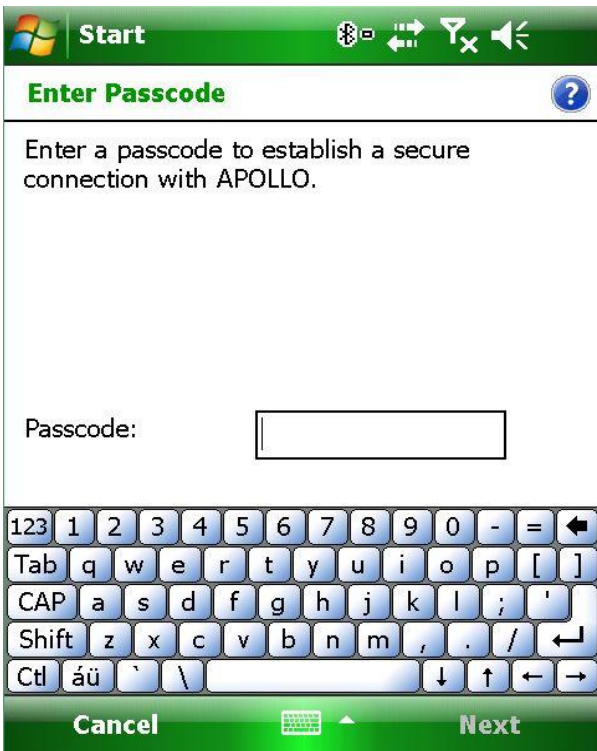 Start
Enter Passcode
?
Enter a passcode to establish a secure
connection with APOLLO.
Passcode:
123 1 2 3 4 5 6 7 8 9 0 - =
Tab q w e r t y u i o p [ ]
CAP a s d f g h j k l ; '
Shift z x c v b n m , . /
Ctl áü ` \
Cancel Next